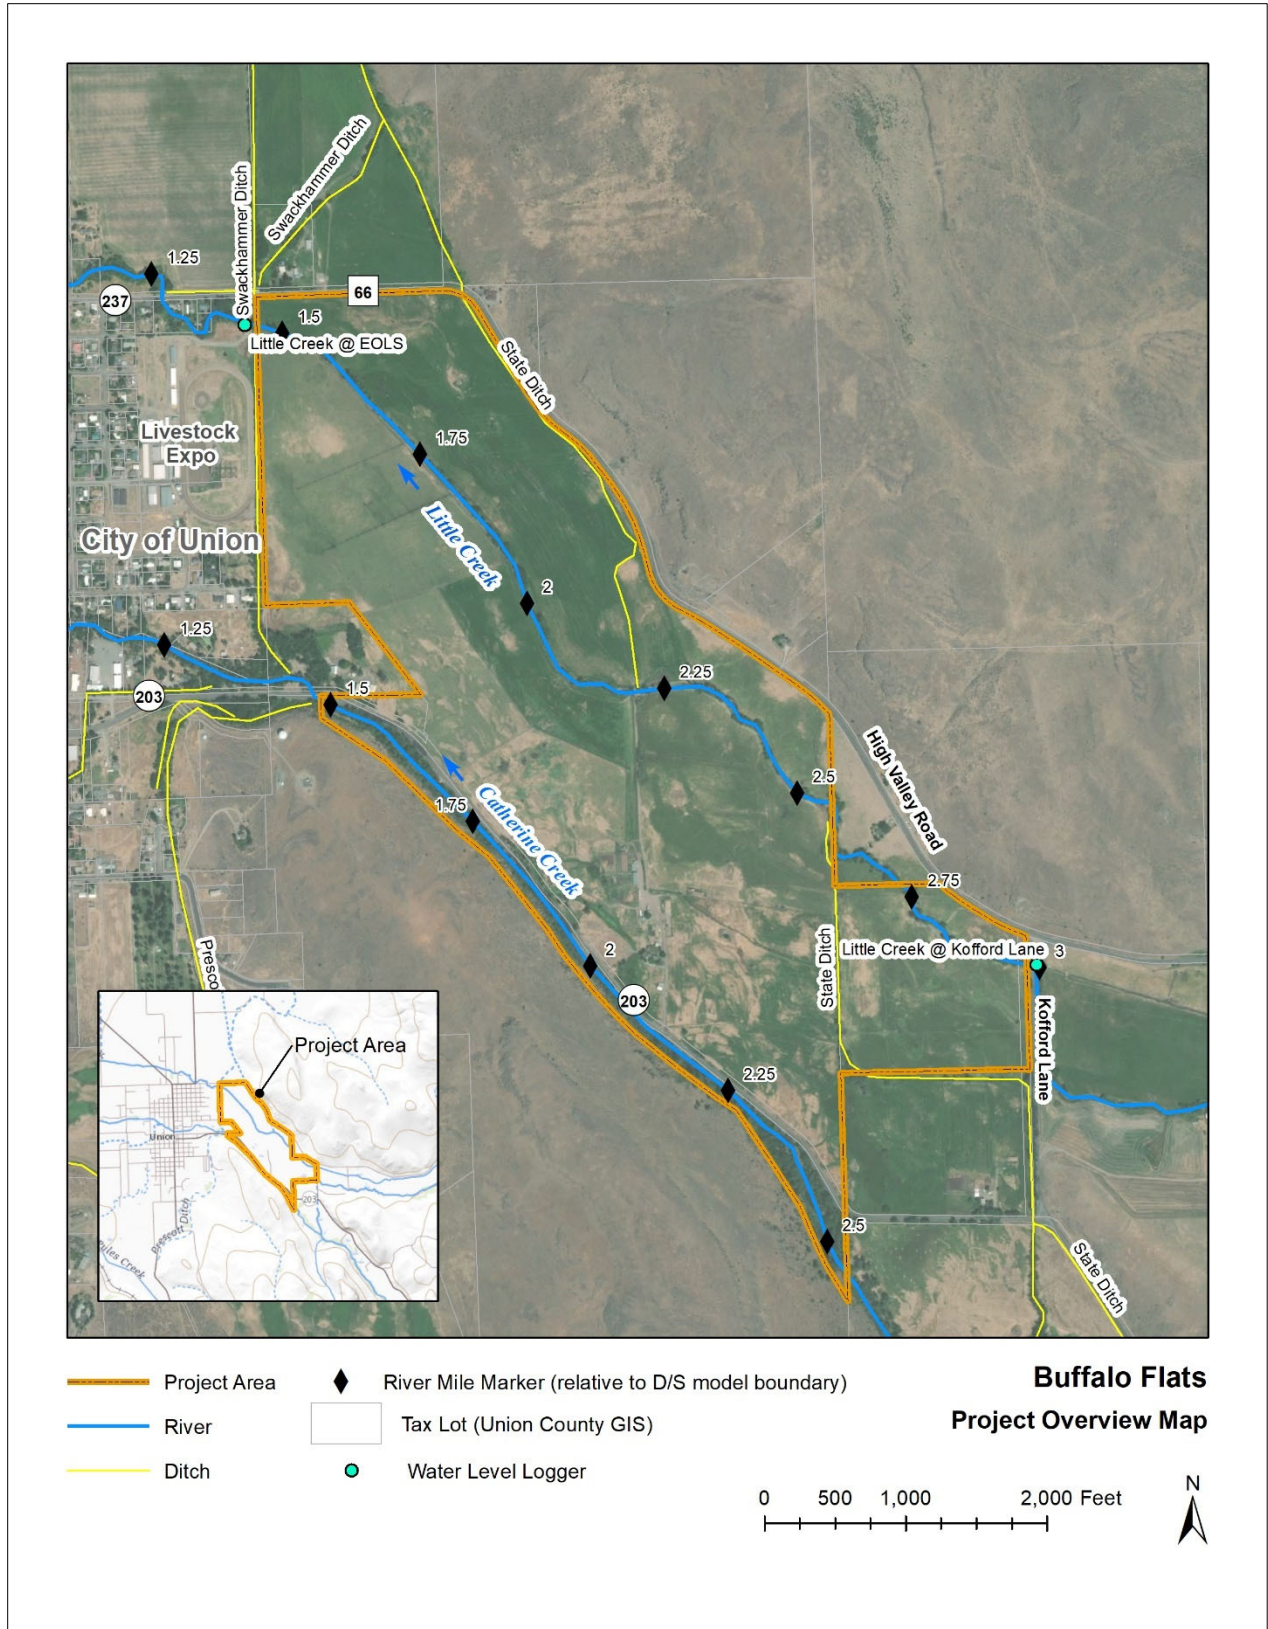 Swackhammer Ditch
Swackhammer Ditch
1.25
237
66
1.5
Little Creek @ EOLS
State Ditch
Livestock
Expo
1.75
City of Union
Little Creek
2
1.25
2.25
203
1.5
High Valley Road
2.5
1.75
Catherine Creek
2.75
Little Creek @ Kofford Lane
3
2
State Ditch
Presco
203
Kofford Lane
2.25
Project Area
Union
203
2.5
Prescott Ditch
State Ditch
Project Area
River Mile Marker (relative to D/S model boundary)
Buffalo Flats
River
Tax Lot (Union County GIS)
Project Overview Map
Ditch
Water Level Logger
N
0 500 1,000 2,000 Feet